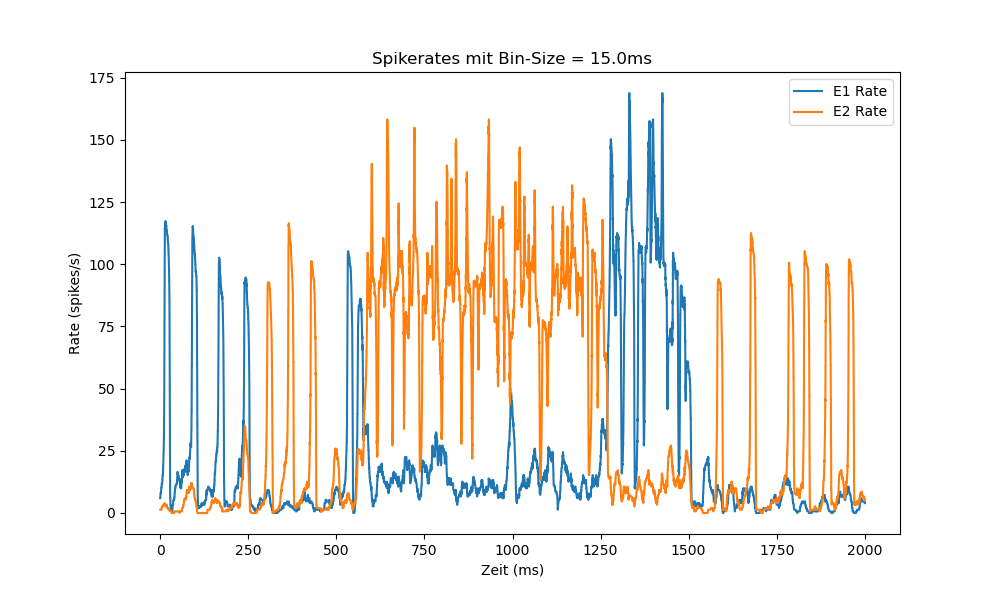 Spikerates mit Bin-Size = 15.0ms
E1 Rate
E2 Rate
175
150
125
100
75
50
25
0
Rate (spikes/s)
0 250 500 750 1000 1250 1500 1750 2000
Zeit (ms)